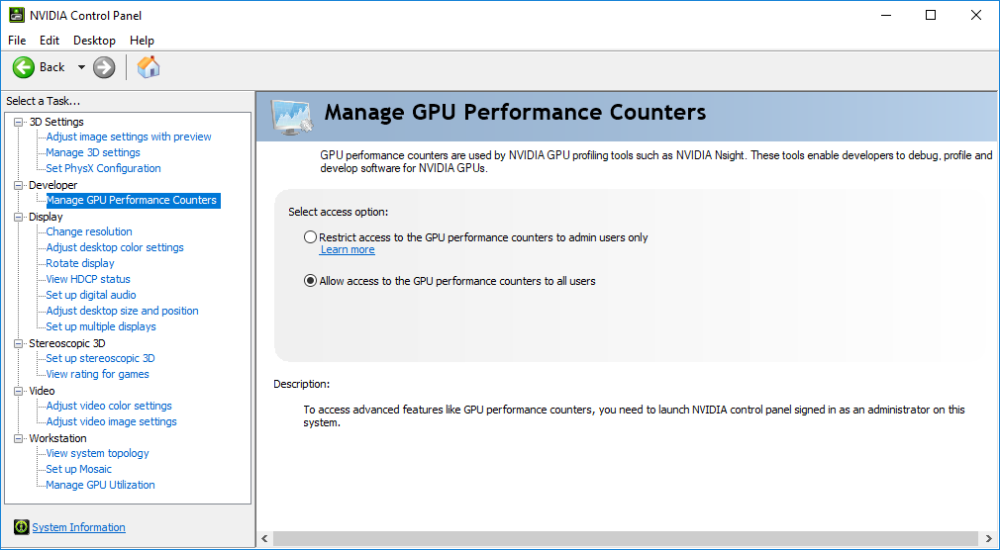 NVIDIA Control Panel
File Edit Desktop Help
Back
Select a Task...
3D Settings
Adjust image settings with preview
Manage 3D settings
Set PhysX Configuration
Developer
Manage GPU Performance Counters
Display
Change resolution
Adjust desktop color settings
Rotate display
View HDCP status
Set up digital audio
Adjust desktop size and position
Set up multiple displays
Stereoscopic 3D
Set up stereoscopic 3D
View rating for games
Video
Adjust video color settings
Adjust video image settings
Workstation
View system topology
Set up Mosaic
Manage GPU Utilization
System Information
Manage GPU Performance Counters
GPU performance counters are used by NVIDIA GPU profiling tools such as NVIDIA Nsight. These tools enable developers to debug, profile and
develop software for NVIDIA GPUs.
Select access option:
Restrict access to the GPU performance counters to admin users only
Learn more
Allow access to the GPU performance counters to all users
Description:
To access advanced features like GPU performance counters, you need to launch NVIDIA control panel signed in as an administrator on this
system.